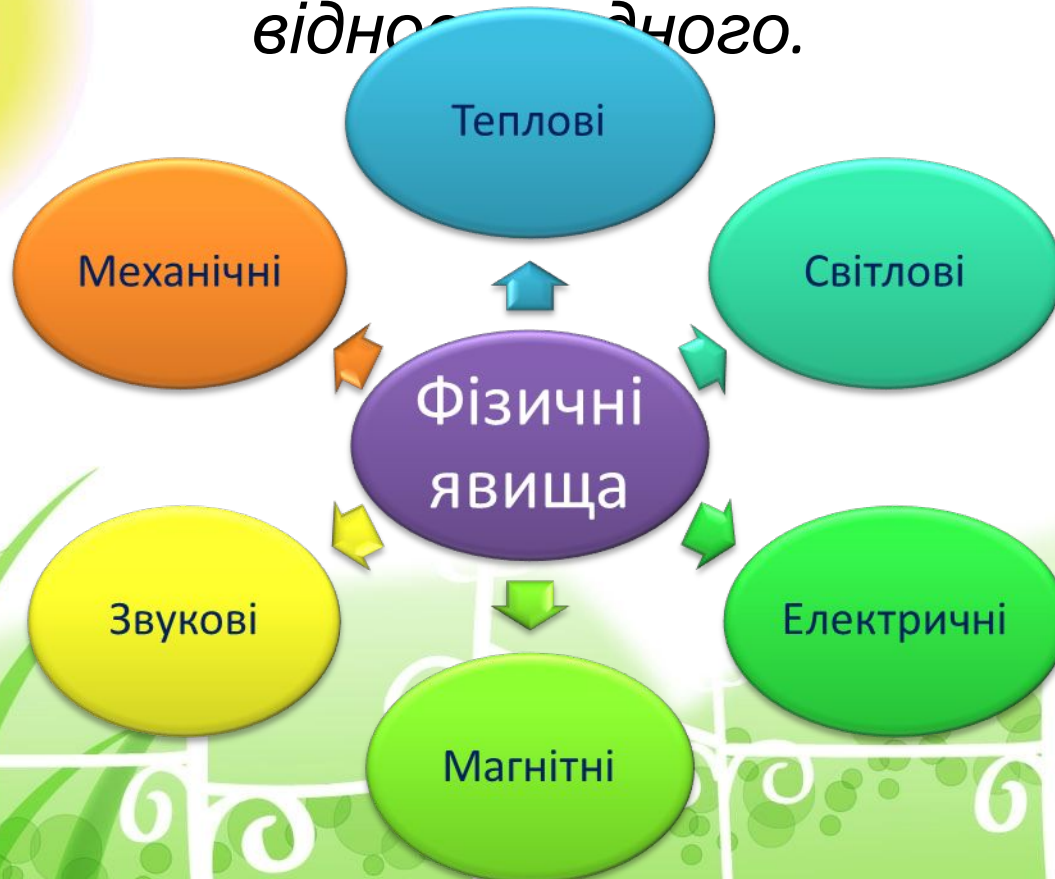 Теплові
Механічні
Світлові
Фізичні
явища
Звукові
Електричні
Магнітні